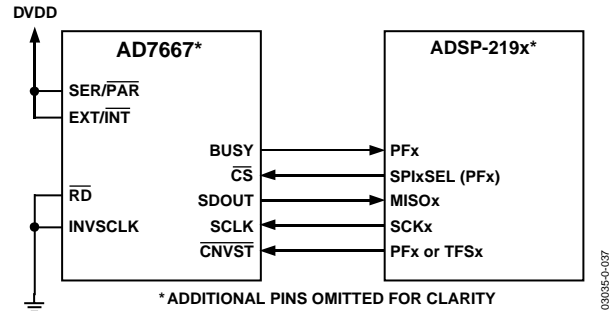 DVDD
AD7667*
ADSP-219x*
SER/PAR
EXT/INT
BUSY
PFx
CS
SPIxSEL (PFx)
RD
SDOUT
MISOx
INVSCLK
SCLK
SCKx
CNVST
PFx or TFSx
*ADDITIONAL PINS OMITTED FOR CLARITY
03035-0-037